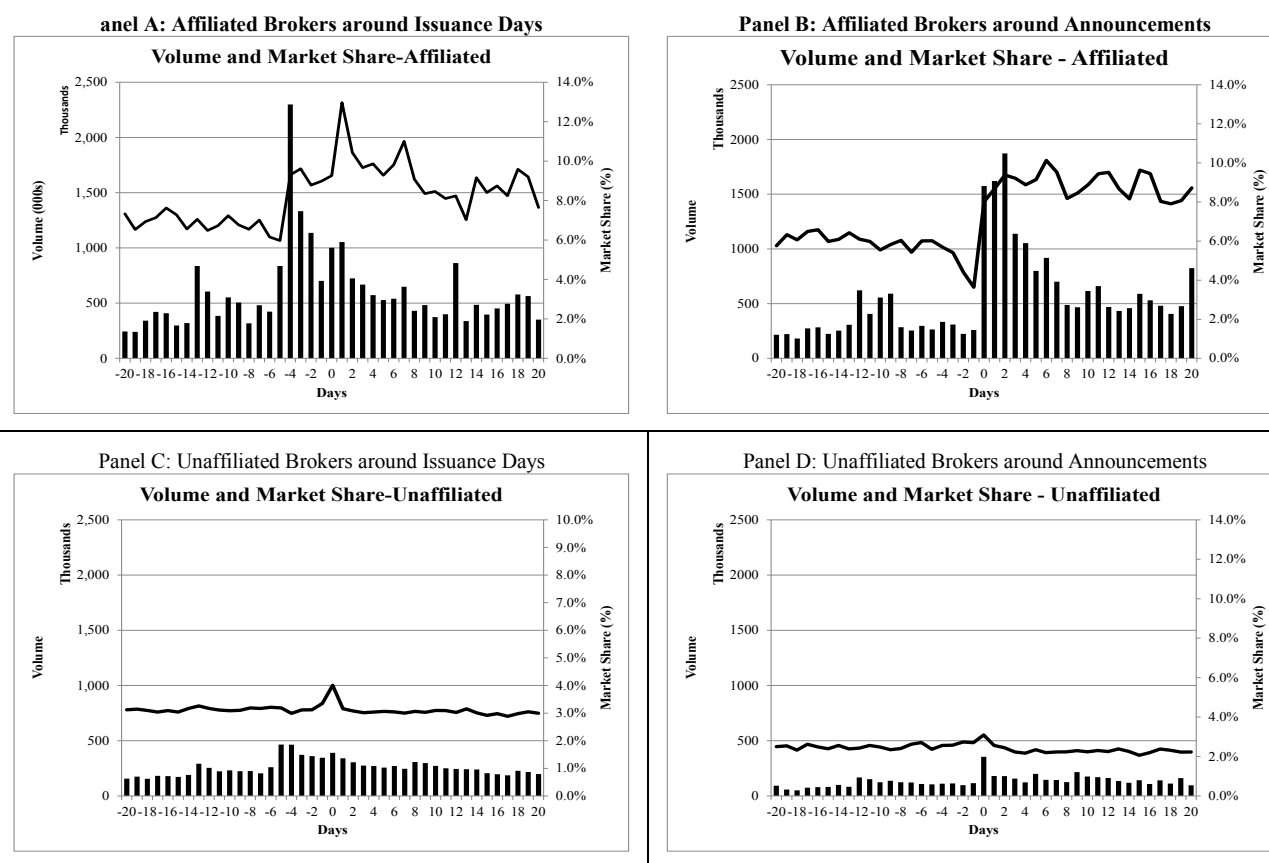 anel A: Affiliated Brokers around Issuance Days
Volume and Market Share-Affiliated
Thousands
Volume (000s)
2,500
2,000
1,500
1,000
500
0
14.0%
12.0%
10.0%
8.0%
6.0%
4.0%
2.0%
0.0%
Market Share (%)
-20 -18 -16 -14 -12 -10 -8 -6 -4 -2 0 2 4 6 8 10 12 14 16 18 20
Days
Panel B: Affiliated Brokers around Announcements
Volume and Market Share - Affiliated
Thousands
Volume
2500
2000
1500
1000
500
0
14.0%
12.0%
10.0%
8.0%
6.0%
4.0%
2.0%
0.0%
Market Share (%)
-20 -18 -16 -14 -12 -10 -8 -6 -4 -2 0 2 4 6 8 10 12 14 16 18 20
Days
Panel C: Unaffiliated Brokers around Issuance Days
Volume and Market Share-Unaffiliated
Thousands
Volume
2,500
2,000
1,500
1,000
500
0
10.0%
9.0%
8.0%
7.0%
6.0%
5.0%
4.0%
3.0%
2.0%
1.0%
0.0%
Market Share (%)
-20 -18 -16 -14 -12 -10 -8 -6 -4 -2 0 2 4 6 8 10 12 14 16 18 20
Days
Panel D: Unaffiliated Brokers around Announcements
Volume and Market Share - Unaffiliated
Thousands
Volume
2500
2000
1500
1000
500
0
14.0%
12.0%
10.0%
8.0%
6.0%
4.0%
2.0%
0.0%
Market Share (%)
-20 -18 -16 -14 -12 -10 -8 -6 -4 -2 0 2 4 6 8 10 12 14 16 18 20
Days